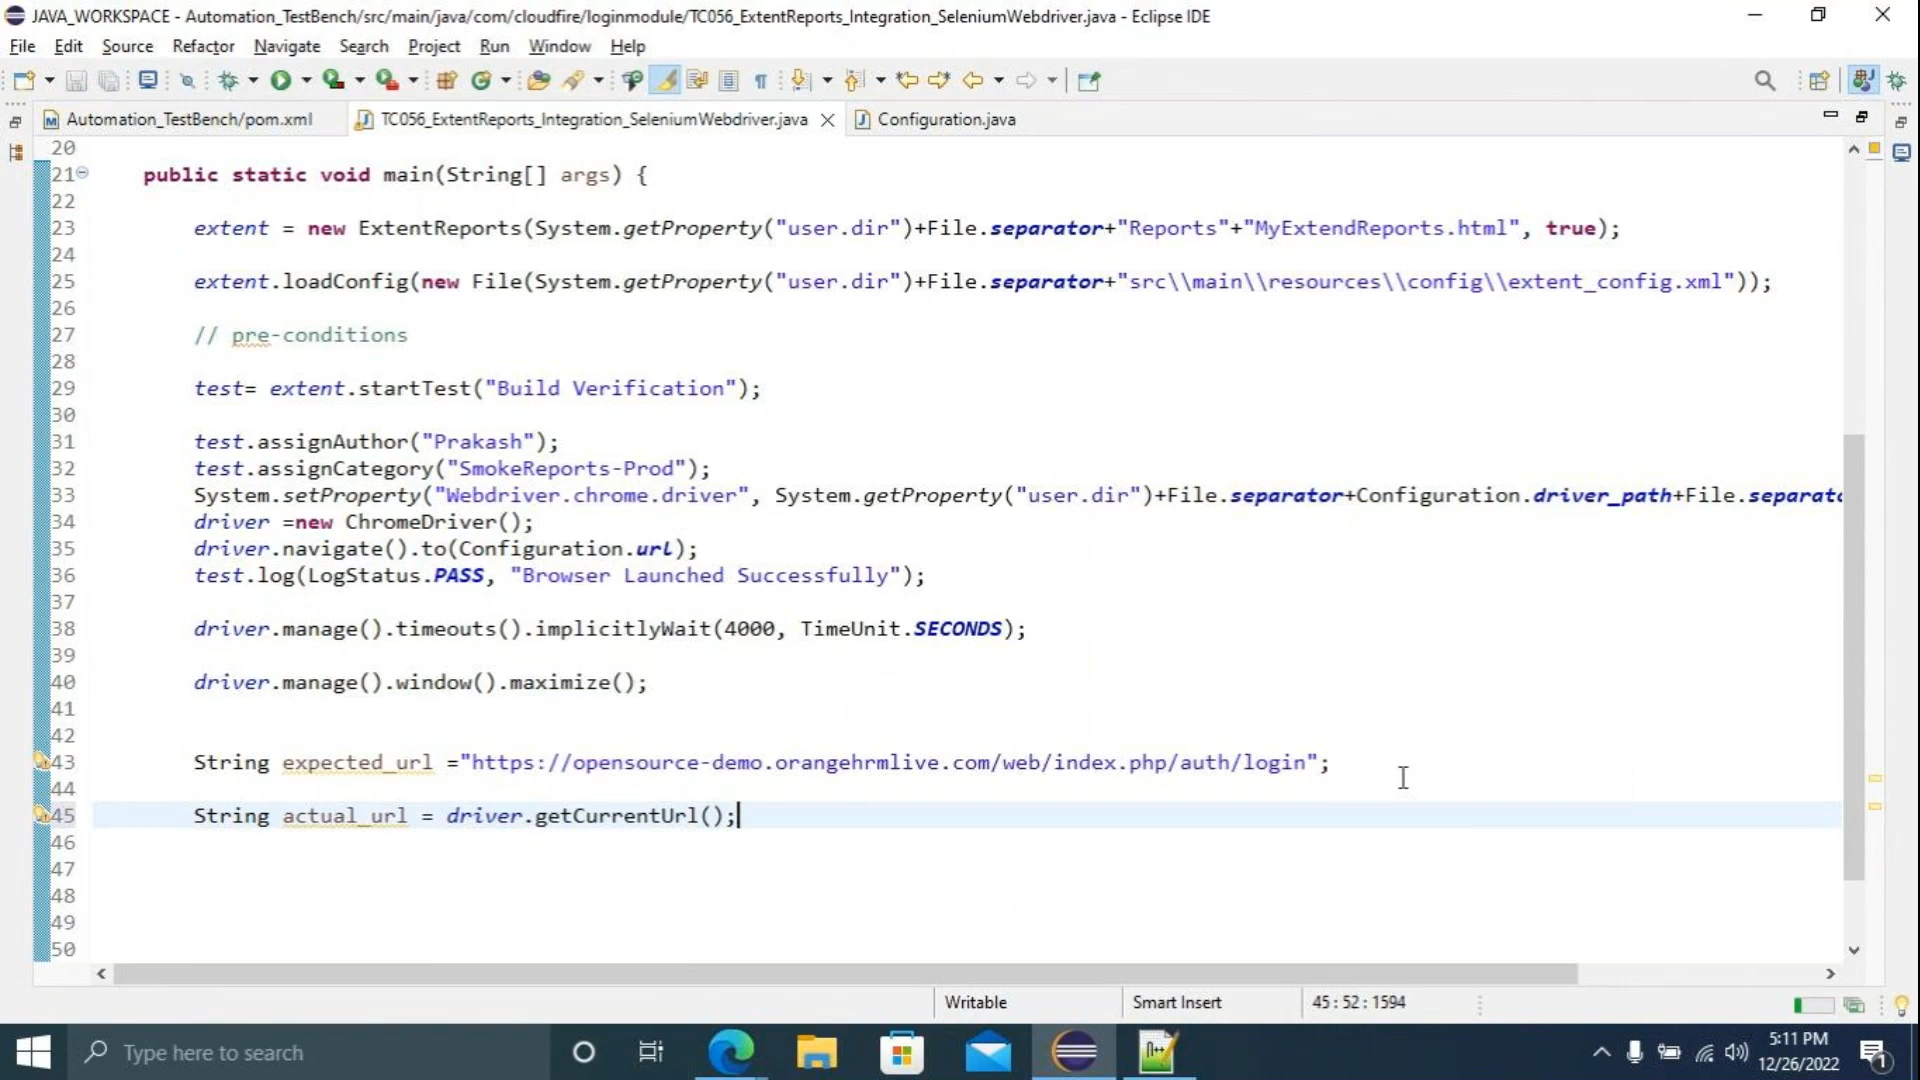 JAVA_WORKSPACE - Automation_TestBench/src/main/java/com/cloudfire/loginmodule/TC056_ExtentReports_Integration_SeleniumWebdriver.java - Eclipse IDE
File Edit Source Refactor Navigate Search Project Run Window Help
Automation_TestBench/pom.xml TC056_ExtentReports_Integration_SeleniumWebdriver.java Configuration.java
20
21 public static void main(String[] args) {
22
23 extent = new ExtentReports(System.getProperty("user.dir")+File.separator+"Reports"+"MyExtendReports.html", true);
24
25 extent.loadConfig(new File(System.getProperty("user.dir")+File.separator+"src\\main\\resources\\config\\extent_config.xml"));
26
27 // pre-conditions
28
29 test= extent.startTest("Build Verification");
30
31 test.assignAuthor("Prakash");
32 test.assignCategory("SmokeReports-Prod");
33 System.setProperty("Webdriver.chrome.driver", System.getProperty("user.dir")+File.separator+Configuration.driver_path+File.separato
34 driver =new ChromeDriver();
35 driver.navigate().to(Configuration.url);
36 test.log(LogStatus.PASS, "Browser Launched Successfully");
37
38 driver.manage().timeouts().implicitlyWait(4000, TimeUnit.SECONDS);
39
40 driver.manage().window().maximize();
41
42
43 String expected_url ="https://opensource-demo.orangehrmlive.com/web/index.php/auth/login";
44
45 String actual_url = driver.getCurrentUrl();
46
47
48
49
50
Writable Smart Insert 45 : 52 : 1594
Type here to search
5:11 PM
12/26/2022
1